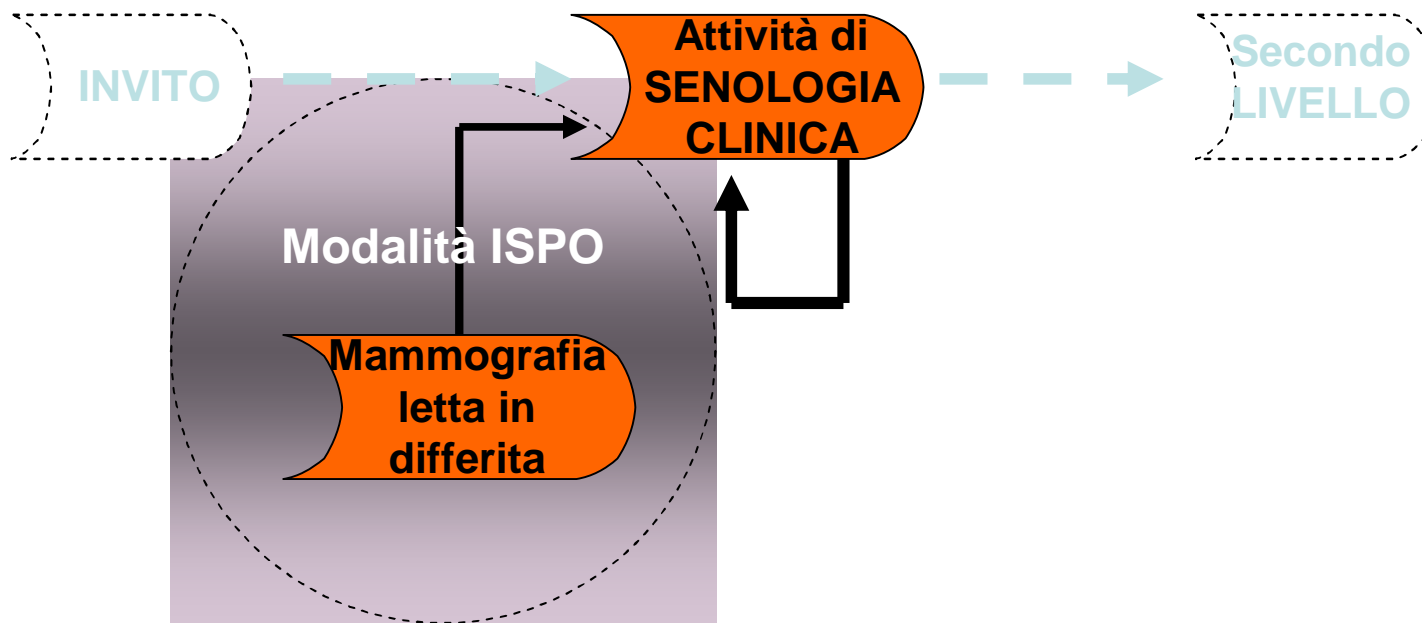 INVITO
Attività di
SENOLOGIA
CLINICA
Secondo
LIVELLO
Modalità ISPO
Mammografia
letta in
differita